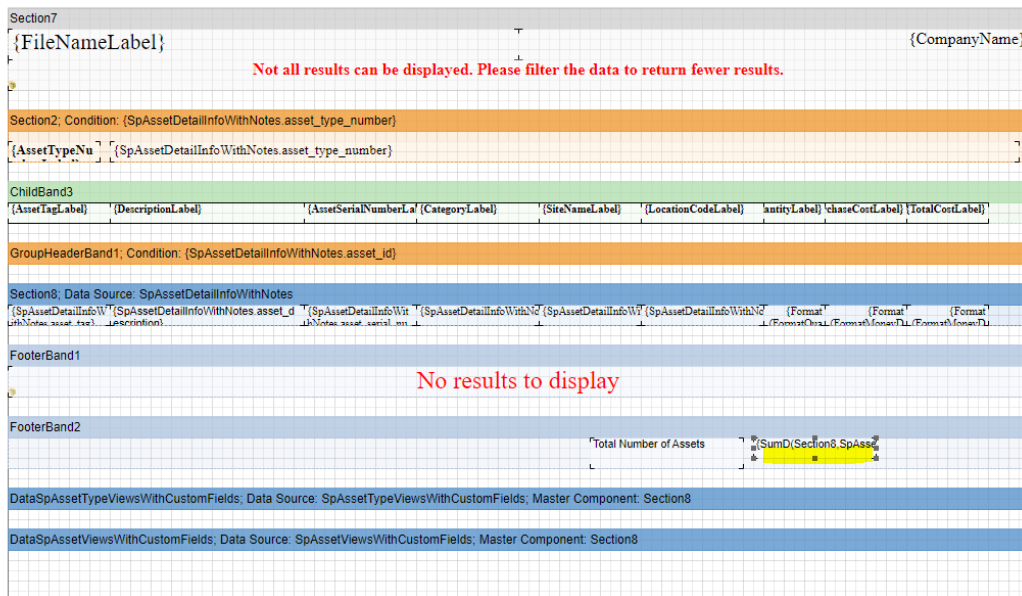 Section7
{FileNameLabel} {CompanyName}
Not all results can be displayed. Please filter the data to return fewer results.
Section2; Condition: {SpAssetDetailInfoWithNotes.asset_type_number}
{AssetTypeNu {SpAssetDetailInfoWithNotes.asset_type_number}
ChildBand3
{AssetTagLabel} {DescriptionLabel} {AssetSerialNumberLa {CategoryLabel} {SiteNameLabel} {LocationCodeLabel} antityLabel} chaseCostLabel} {TotalCostLabel}
GroupHeaderBand1; Condition: {SpAssetDetailInfoWithNotes.asset_id}
Section8; Data Source: SpAssetDetailInfoWithNotes
{SpAssetDetailInfoW {SpAssetDetailInfoWithNotes.asset_d {SpAssetDetailInfoWit {SpAssetDetailInfoWithNo {SpAssetDetailInfoWi {SpAssetDetailInfoWithNo {Format {Format {Format
ithNotes.asset_tag} escription} hNotes.asset_serial_nu (FormatQua (FormatMoneyD (FormatMoneyD
FooterBand1
No results to display
FooterBand2
Total Number of Assets {SumD(Section8,SpAsse
DataSpAssetTypeViewsWithCustomFields; Data Source: SpAssetTypeViewsWithCustomFields; Master Component: Section8
DataSpAssetViewsWithCustomFields; Data Source: SpAssetViewsWithCustomFields; Master Component: Section8